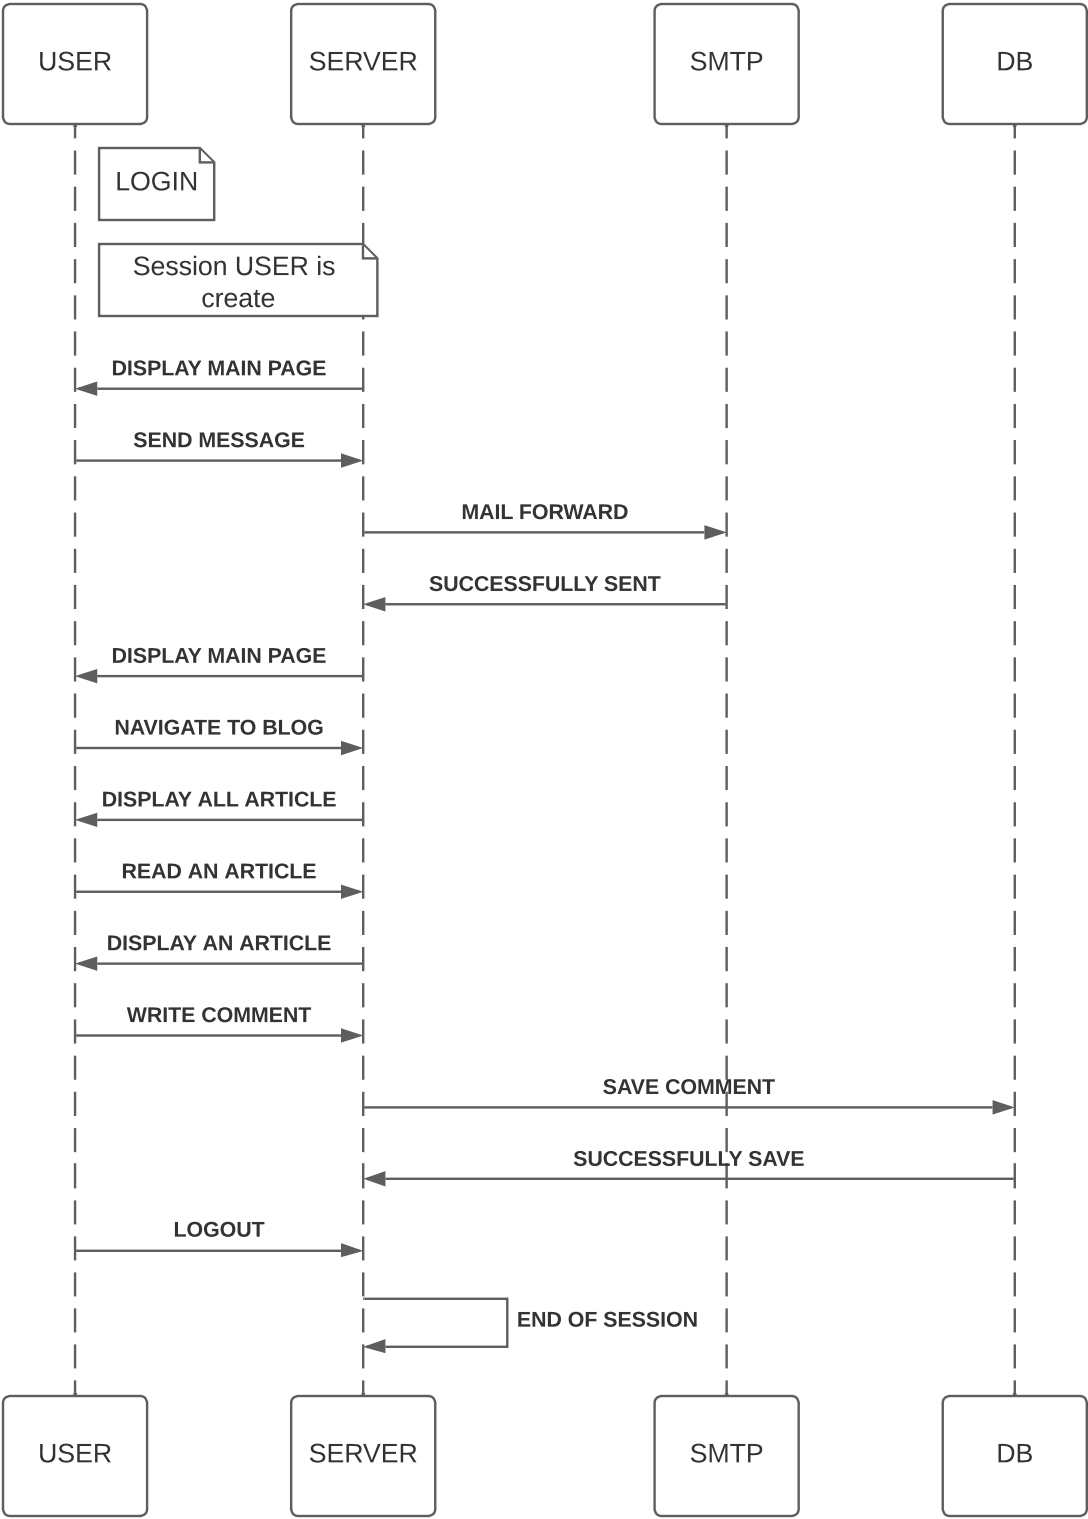 USER
SERVER
SMTP
DB
LOGIN
Session USER is
create
DISPLAY MAIN PAGE
SEND MESSAGE
MAIL FORWARD
SUCCESSFULLY SENT
DISPLAY MAIN PAGE
NAVIGATE TO BLOG
DISPLAY ALL ARTICLE
READ AN ARTICLE
DISPLAY AN ARTICLE
WRITE COMMENT
SAVE COMMENT
SUCCESSFULLY SAVE
LOGOUT
END OF SESSION
USER
SERVER
SMTP
DB